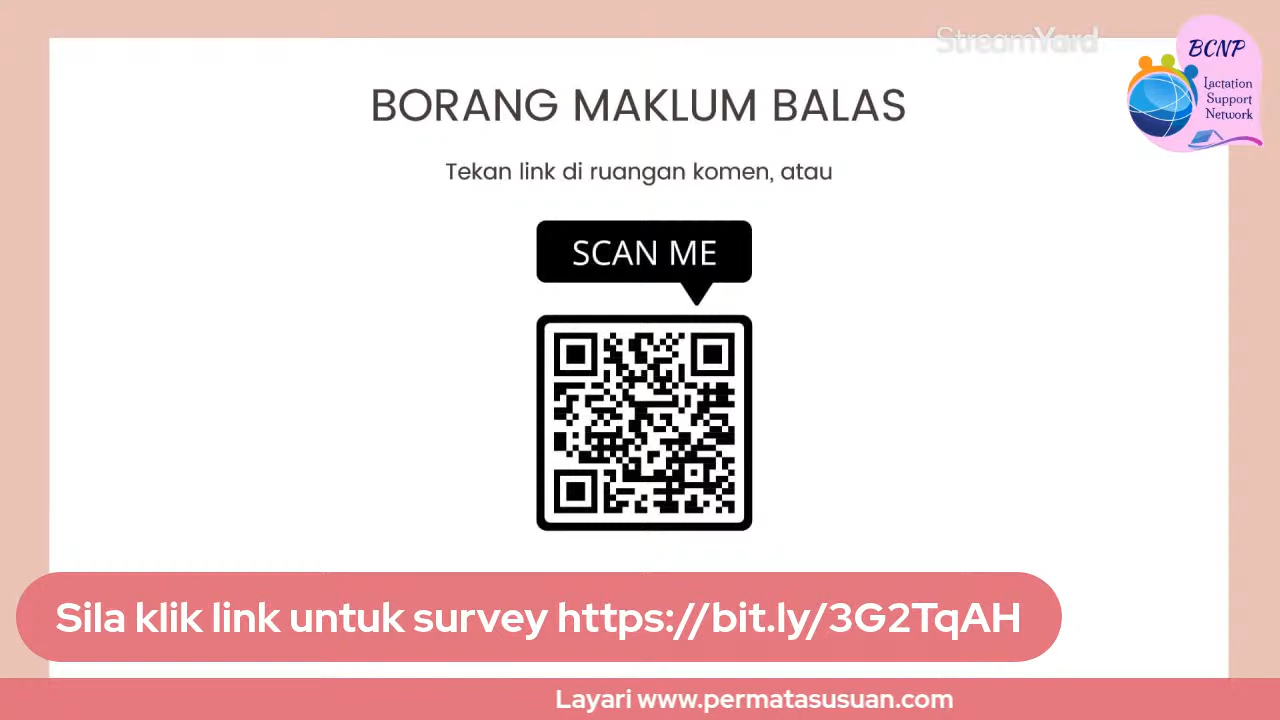 StreamYard
BCNP
Lactation
Support
Network
BORANG MAKLUM BALAS
Tekan link di ruangan komen, atau
SCAN ME
Sila klik link untuk survey https://bit.ly/3G2TqAH
Layari www.permatasusuan.com